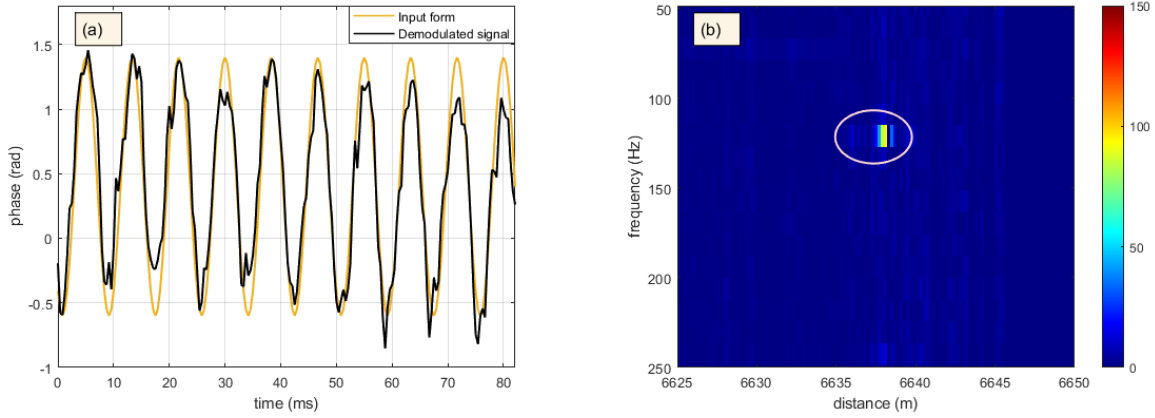 (a)
Input form
Demodulated signal
1.5
1
0.5
0
-0.5
-1
phase (rad)
0 10 20 30 40 50 60 70 80
time (ms)
(b)
50
100
150
200
250
frequency (Hz)
6625 6630 6635 6640 6645 6650
distance (m)
150
100
50
0